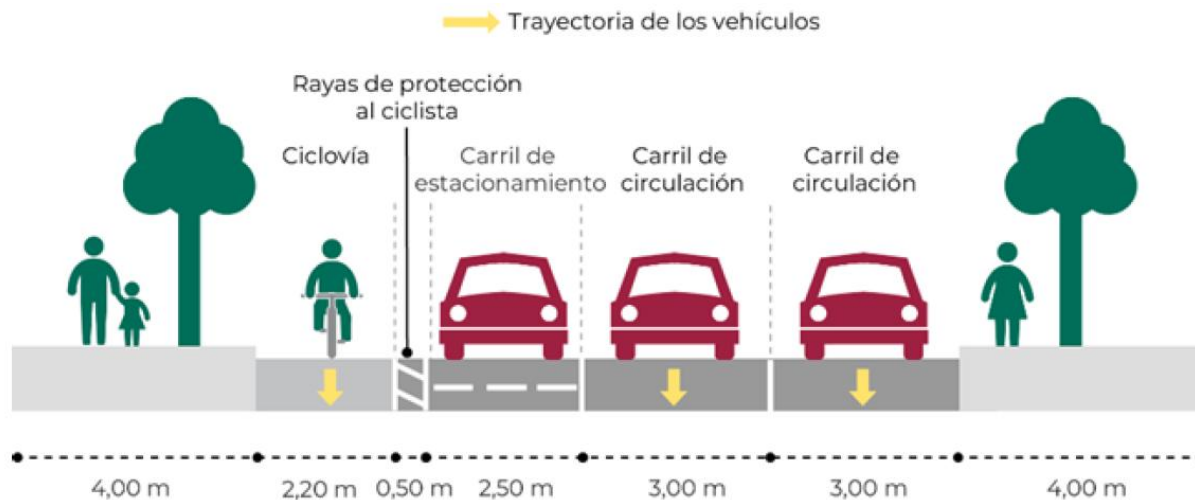 Trayectoria de los vehículos
Rayas de protección
al ciclista
Ciclovía
Carril de
estacionamiento
Carril de
circulación
Carril de
circulación
4,00 m
2,20 m
0,50 m
2,50 m
3,00 m
3,00 m
4,00 m